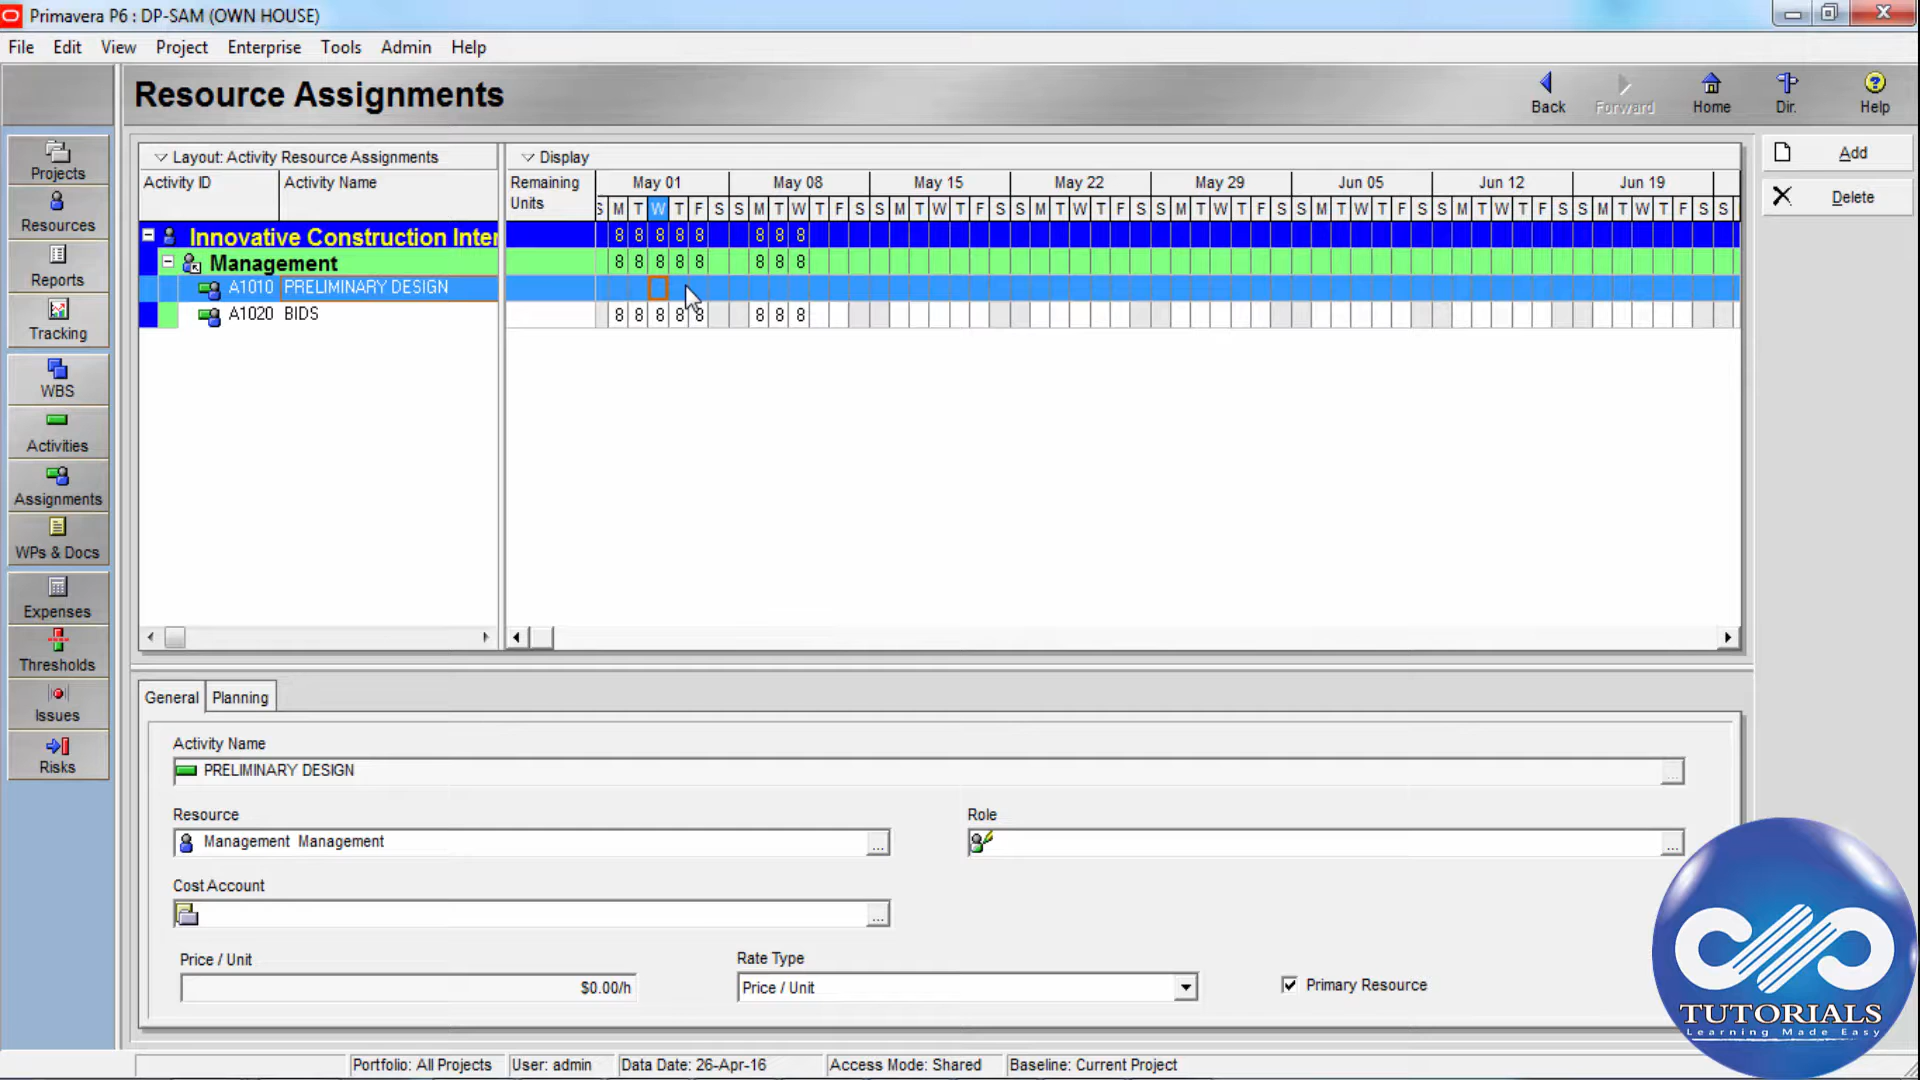 Primavera P6 : DP-SAM (OWN HOUSE)
File Edit View Project Enterprise Tools Admin Help
Resource Assignments
Back Forward Home Dir. Help
Projects
Resources
Reports
Tracking
WBS
Activities
Assignments
WPs & Docs
Expenses
Thresholds
Issues
Risks
Layout: Activity Resource Assignments Display
Activity ID Activity Name Remaining Units May 01 May 08 May 15 May 22 May 29 Jun 05 Jun 12 Jun 19
S M T W T F S S M T W T F S S M T W T F S S M T W T F S S M T W T F S S M T W T F S S M T W T F S S M T W T F S S
Innovative Construction Inter 8 8 8 8 8 8 8 8
Management 8 8 8 8 8 8 8 8
A1010 PRELIMINARY DESIGN
A1020 BIDS 8 8 8 8 8 8 8 8
Add
Delete
General Planning
Activity Name
PRELIMINARY DESIGN
...
Resource Role
Management Management ... ...
Cost Account
...
Price / Unit Rate Type
$0.00/h Price / Unit Primary Resource
TUTORIALS
Learning Made Easy
Portfolio: All Projects User: admin Data Date: 26-Apr-16 Access Mode: Shared Baseline: Current Project